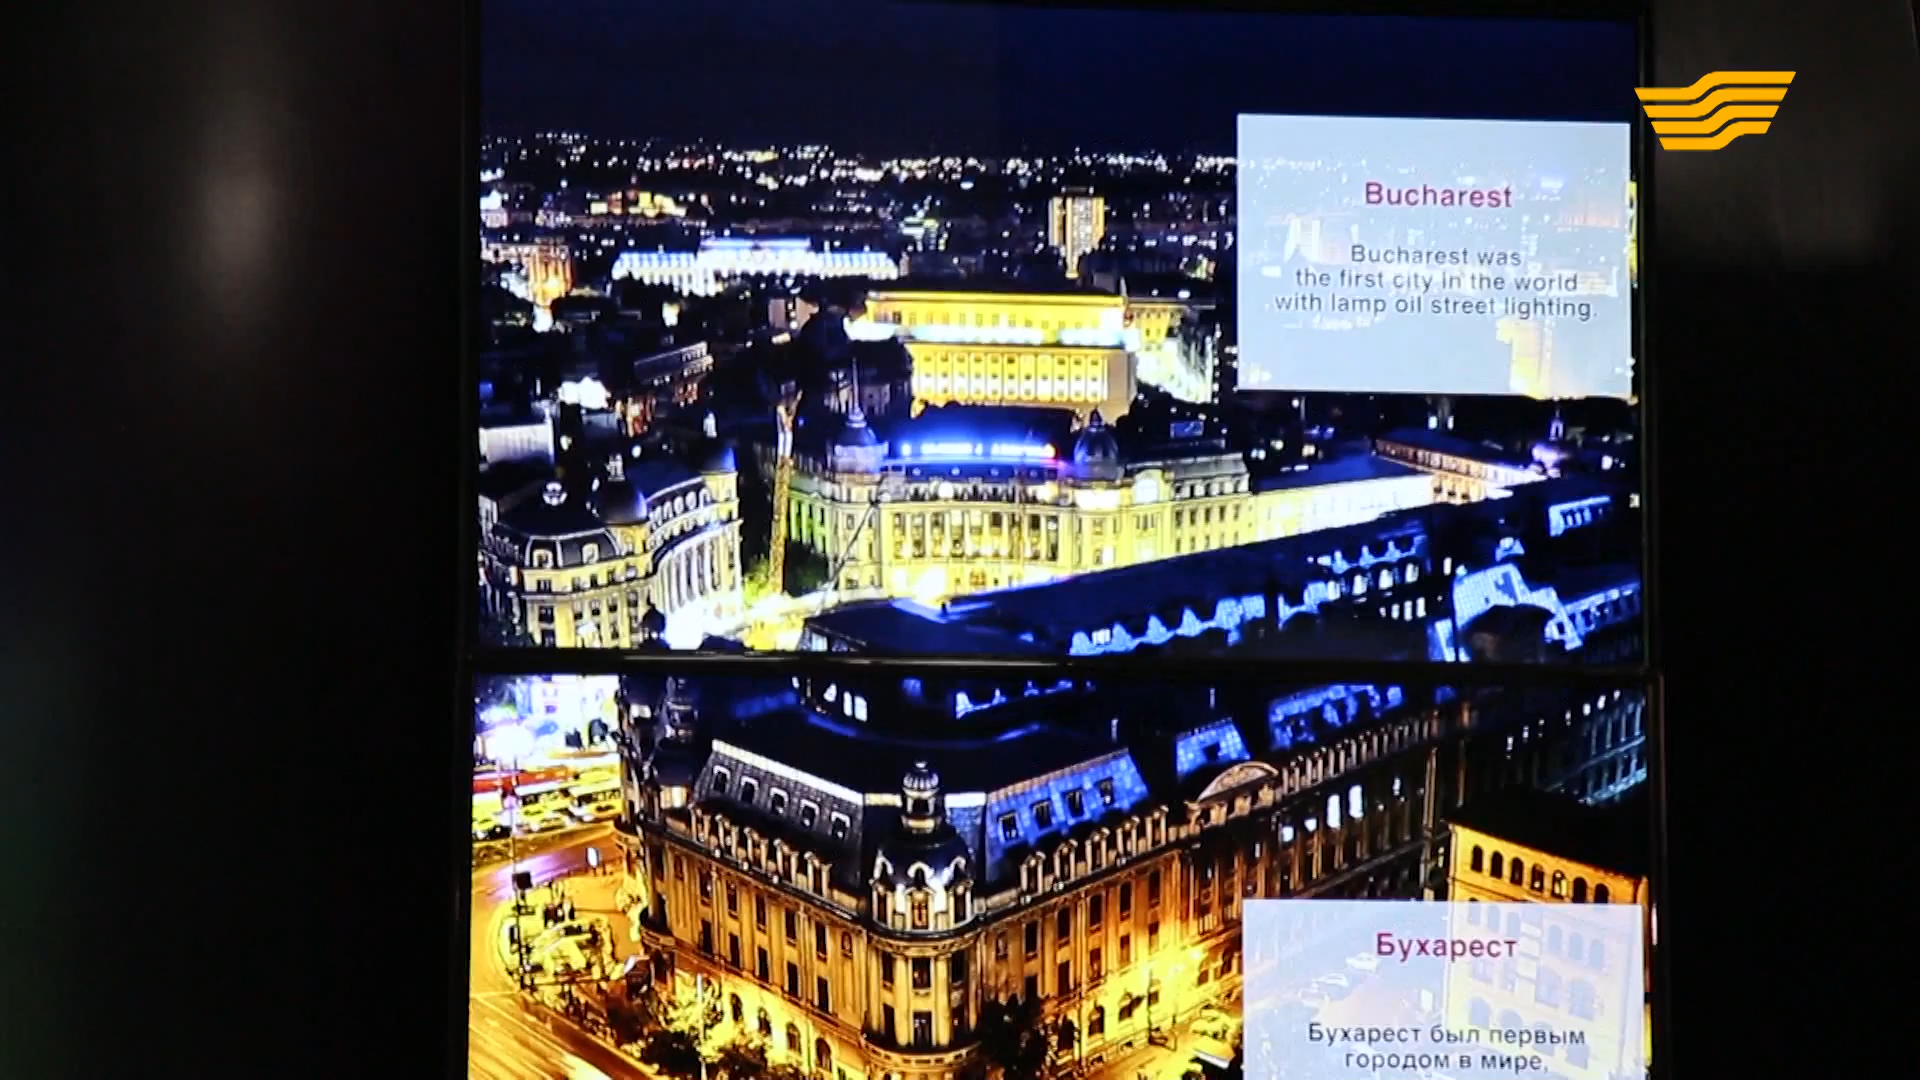 Bucharest
Bucharest was
the first city in the world
with lamp oil street lighting.
Бухарест
Бухарест был первым
городом в мире,